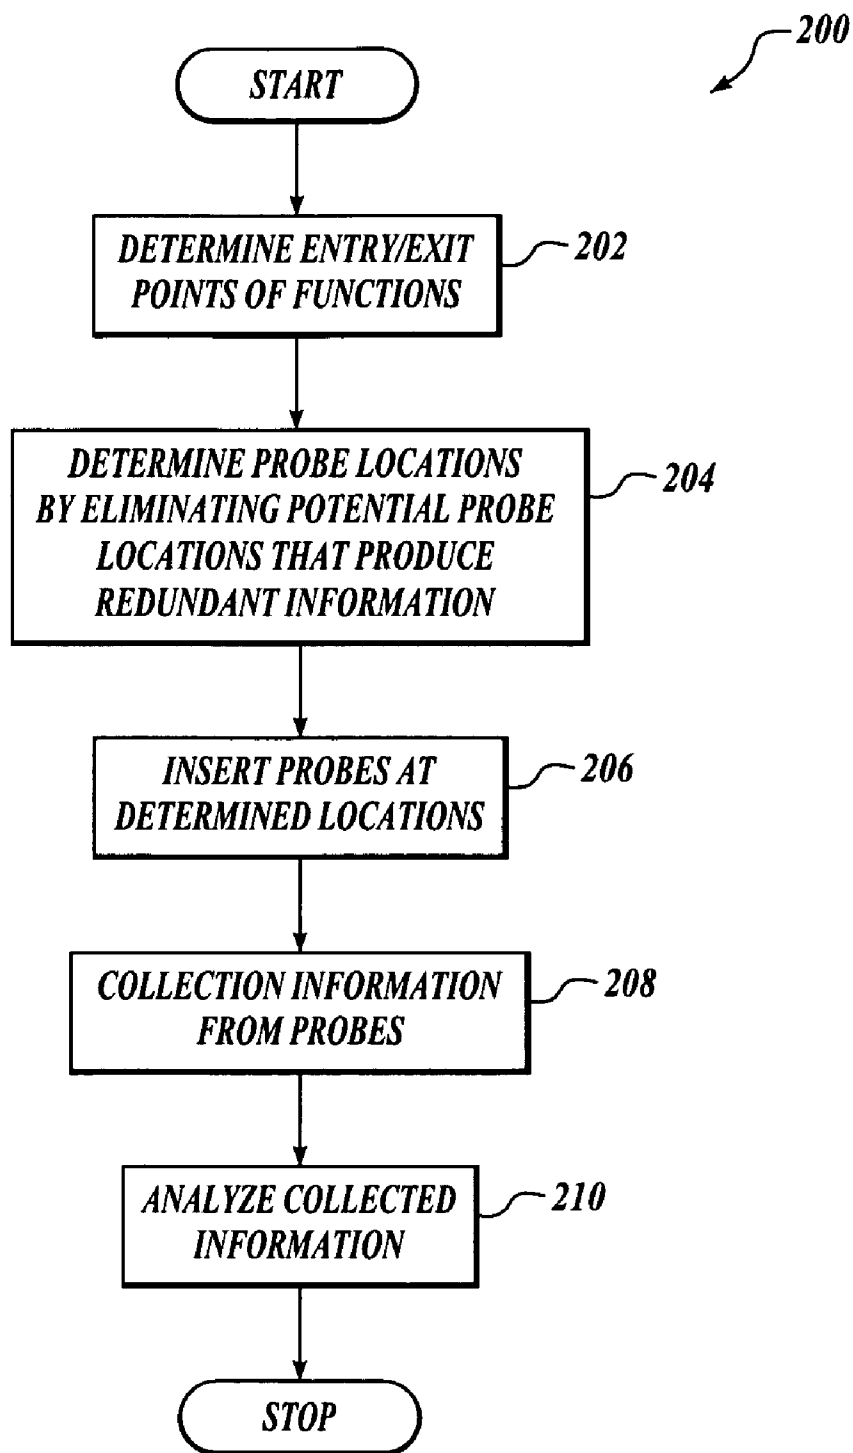 200
START
DETERMINE ENTRY/EXIT
POINTS OF FUNCTIONS
202
DETERMINE PROBE LOCATIONS
BY ELIMINATING POTENTIAL PROBE
LOCATIONS THAT PRODUCE
REDUNDANT INFORMATION
204
INSERT PROBES AT
DETERMINED LOCATIONS
206
COLLECTION INFORMATION
FROM PROBES
208
ANALYZE COLLECTED
INFORMATION
210
STOP